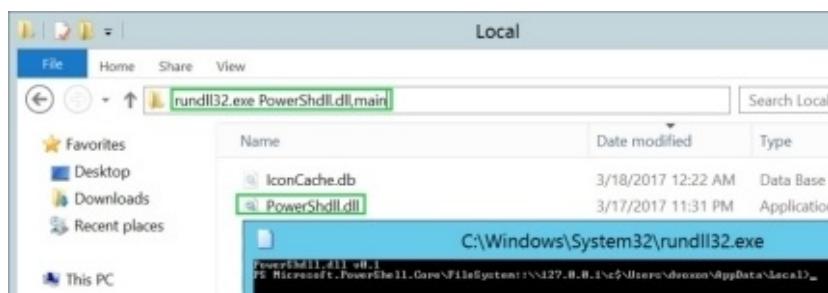 Local
File Home Share View
rundll32.exe PowerShdll.dll,main
Search Local
Favorites
Desktop
Downloads
Recent places
This PC
Name Date modified Type
IconCache.db 3/18/2017 12:22 AM Data Base
PowerShdll.dll 3/17/2017 11:31 PM Application
C:\Windows\System32\rundll32.exe
PowerShdll.dll v0.1
PS Microsoft.PowerShell.Core\FileSystem::\\127.0.0.1\c$\Users\dvoxon\AppData\Local>_